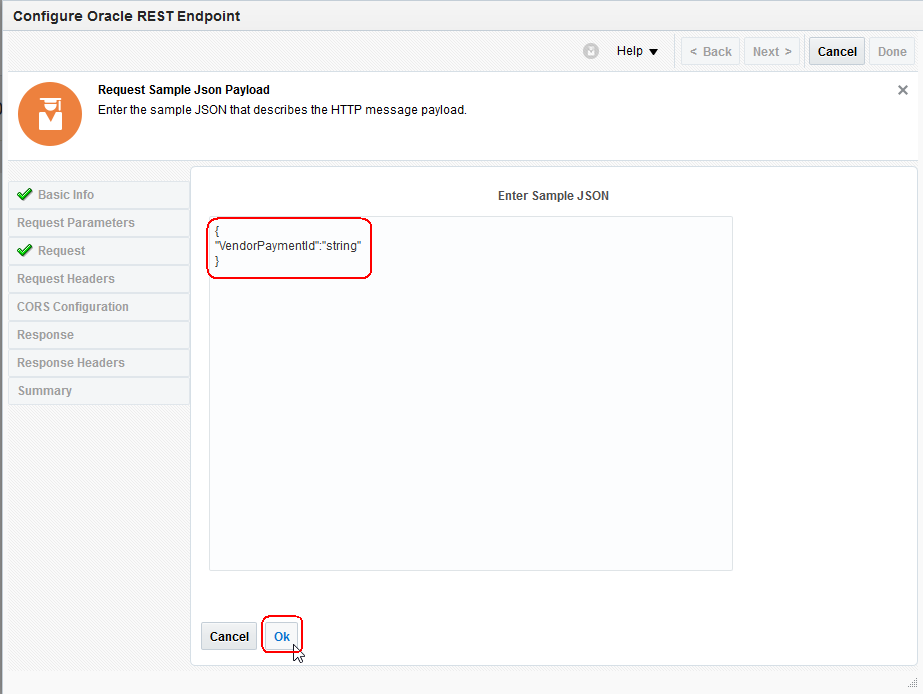 Configure Oracle REST Endpoint
Help
< Back
Next >
Cancel
Done
Request Sample Json Payload
Enter the sample JSON that describes the HTTP message payload.
Basic Info
Request Parameters
Request
Request Headers
CORS Configuration
Response
Response Headers
Summary
Enter Sample JSON
{
"VendorPaymentId":"string"
}
Cancel
Ok